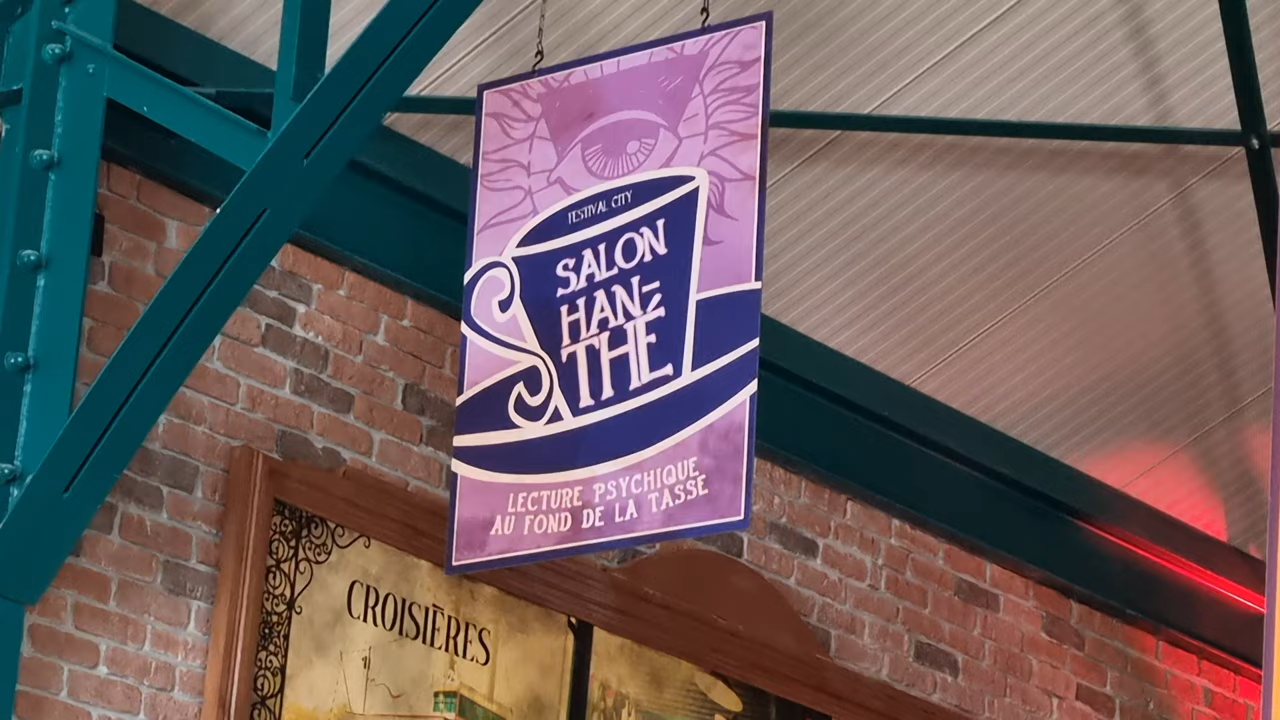 FESTIVAL CITY
SALON
HAN-
THÉ
LECTURE PSYCHIQUE
AU FOND DE LA TASSE
CROISIÈRES